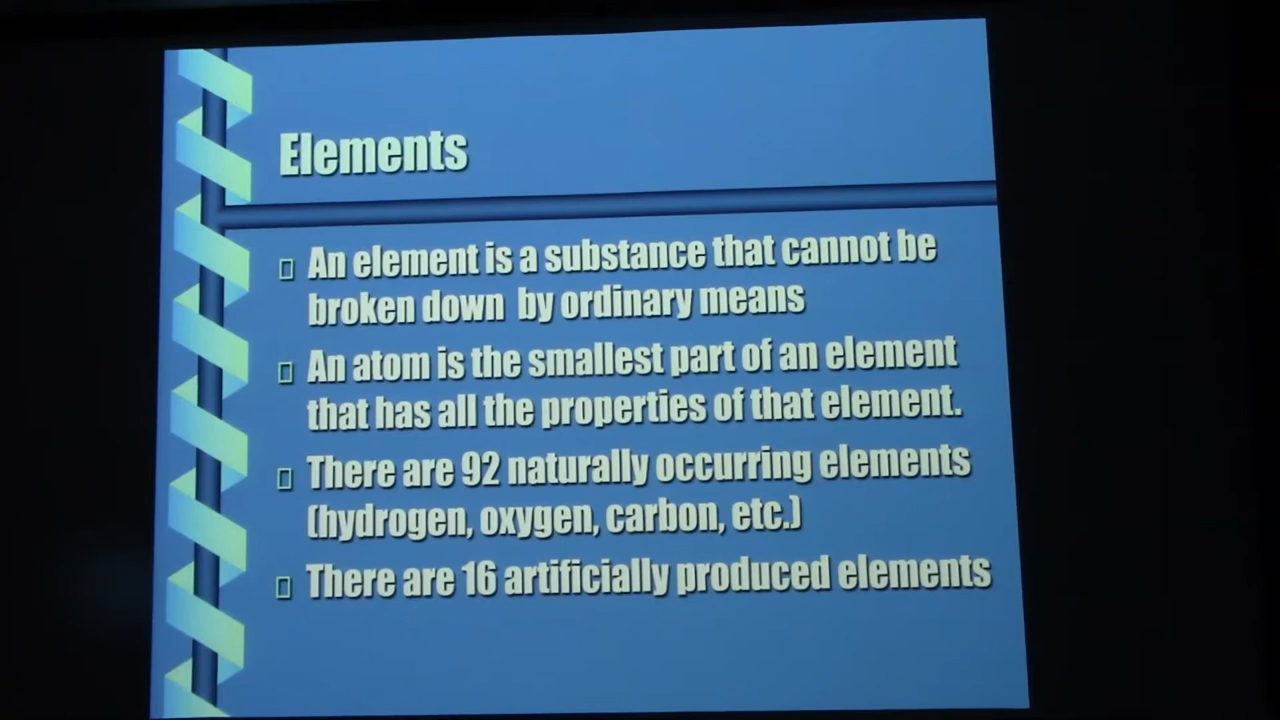 Elements
An element is a substance that cannot be
broken down by ordinary means
An atom is the smallest part of an element
that has all the properties of that element.
There are 92 naturally occurring elements
(hydrogen, oxygen, carbon, etc.)
There are 16 artificially produced elements